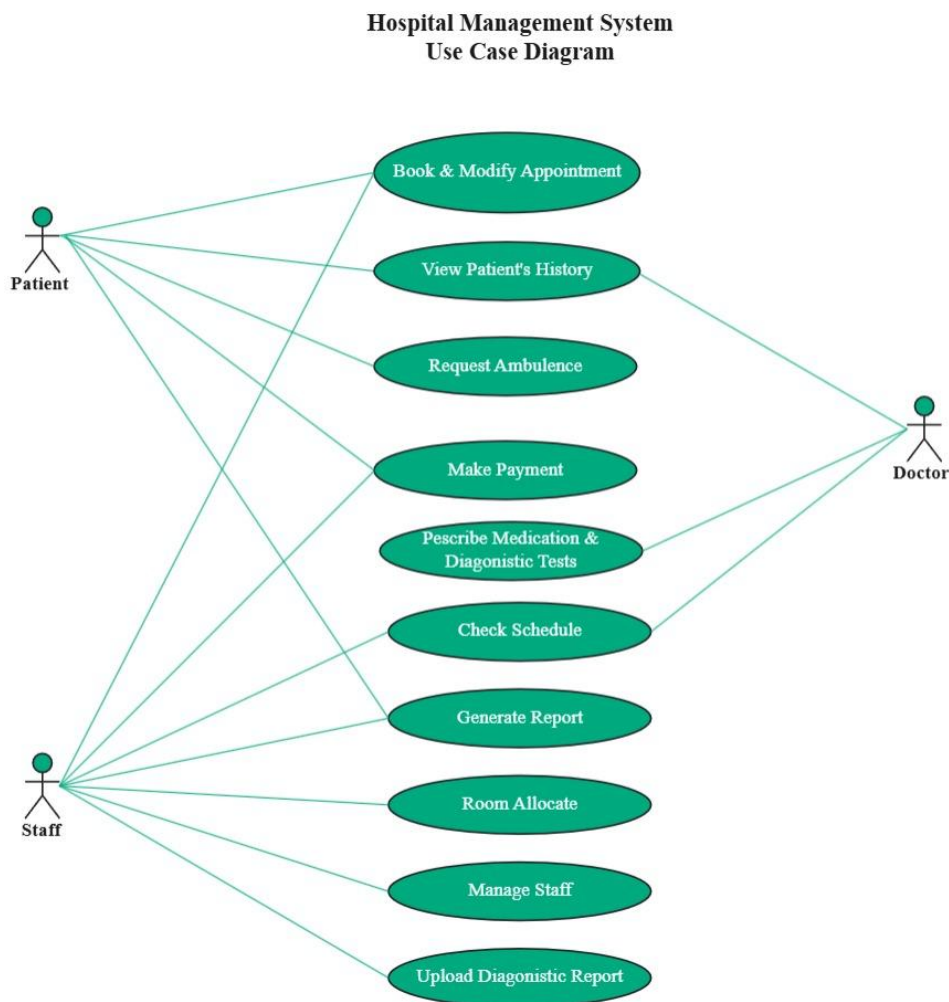 Hospital Management System
Use Case Diagram
Book & Modify Appointment
View Patient's History
Patient
Request Ambulence
Make Payment
Doctor
Pescribe Medication &
Diagonistic Tests
Check Schedule
Generate Report
Room Allocate
Staff
Manage Staff
Upload Diagonistic Report